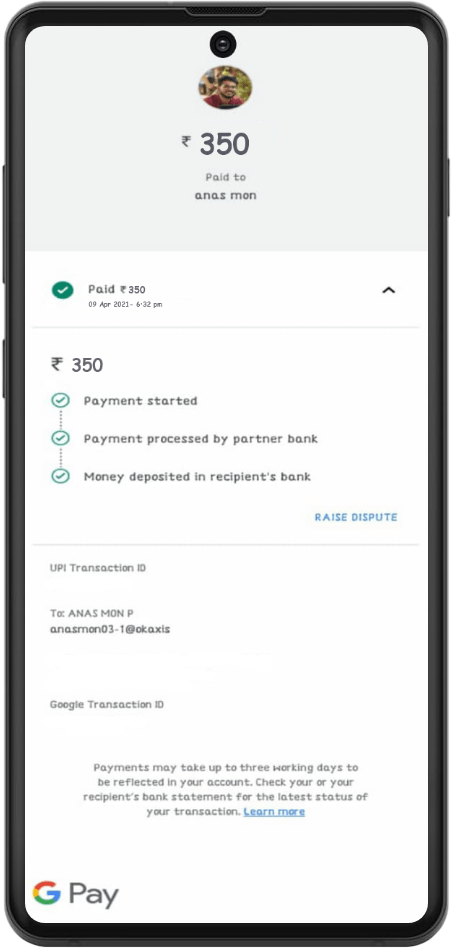 ₹ 350
Paid to
anas mon
Paid ₹350
09 Apr 2021- 6:32 pm
₹ 350
Payment started
Payment processed by partner bank
Money deposited in recipient's bank
RAISE DISPUTE
UPI Transaction ID
To: ANAS MON P
anasmon03-1@okaxis
Google Transaction ID
Payments may take up to three working days to
be reflected in your account. Check your or your
recipient's bank statement for the latest status of
your transaction. Learn more
G Pay